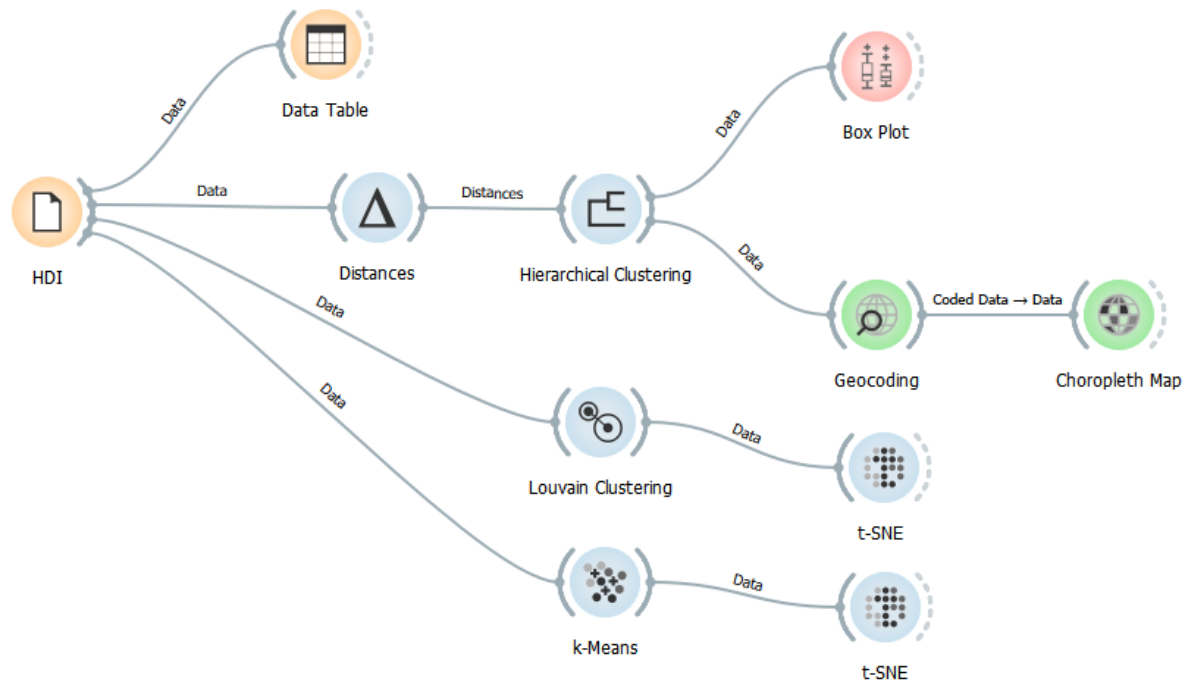 Data
Data Table
Data
Box Plot
Data
Distances
HDI
Distances
Hierarchical Clustering
Data
Data
Coded Data → Data
Geocoding
Choropleth Map
Data
Louvain Clustering
Data
t-SNE
k-Means
Data
t-SNE